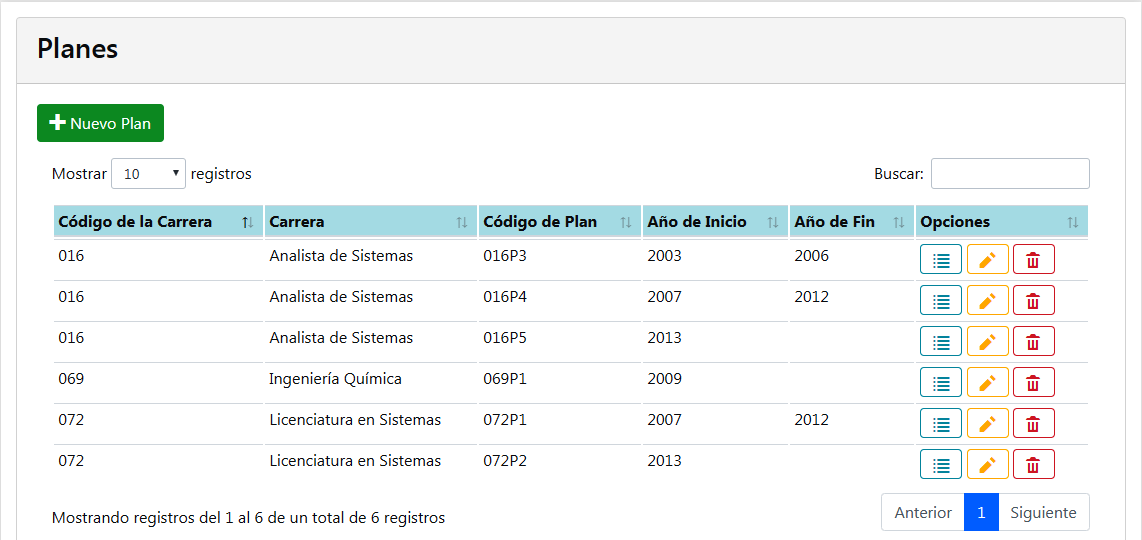 Planes
Nuevo Plan
Mostrar 10 registros Buscar:
Código de la Carrera Carrera Código de Plan Año de Inicio Año de Fin Opciones
016 Analista de Sistemas 016P3 2003 2006
016 Analista de Sistemas 016P4 2007 2012
016 Analista de Sistemas 016P5 2013
069 Ingeniería Química 069P1 2009
072 Licenciatura en Sistemas 072P1 2007 2012
072 Licenciatura en Sistemas 072P2 2013
Mostrando registros del 1 al 6 de un total de 6 registros Anterior 1 Siguiente